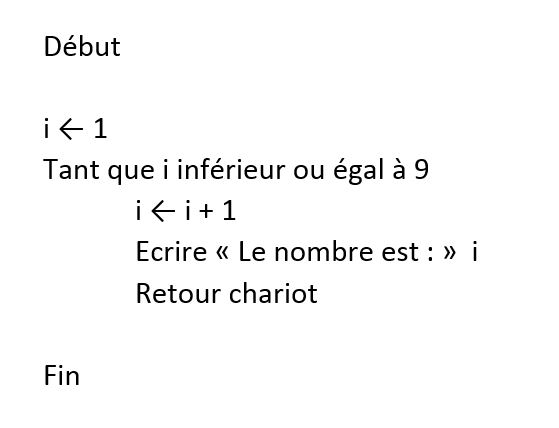 Début
i ← 1
Tant que i inférieur ou égal à 9
i ← i + 1
Ecrire « Le nombre est : » i
Retour chariot
Fin